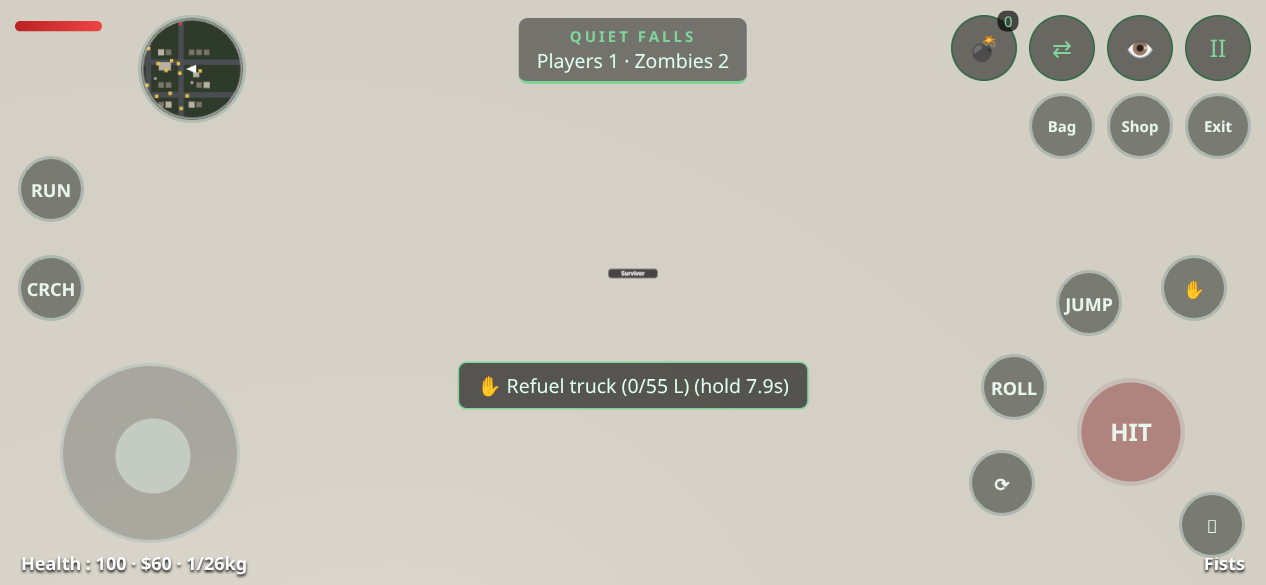 0
QUIET FALLS
Players 1 · Zombies 2
II
Bag
Shop
Exit
RUN
CRCH
Survivor
JUMP
Refuel truck (0/55 L) (hold 7.9s)
ROLL
HIT
Health : 100 · $60 · 1/26kg
Fists